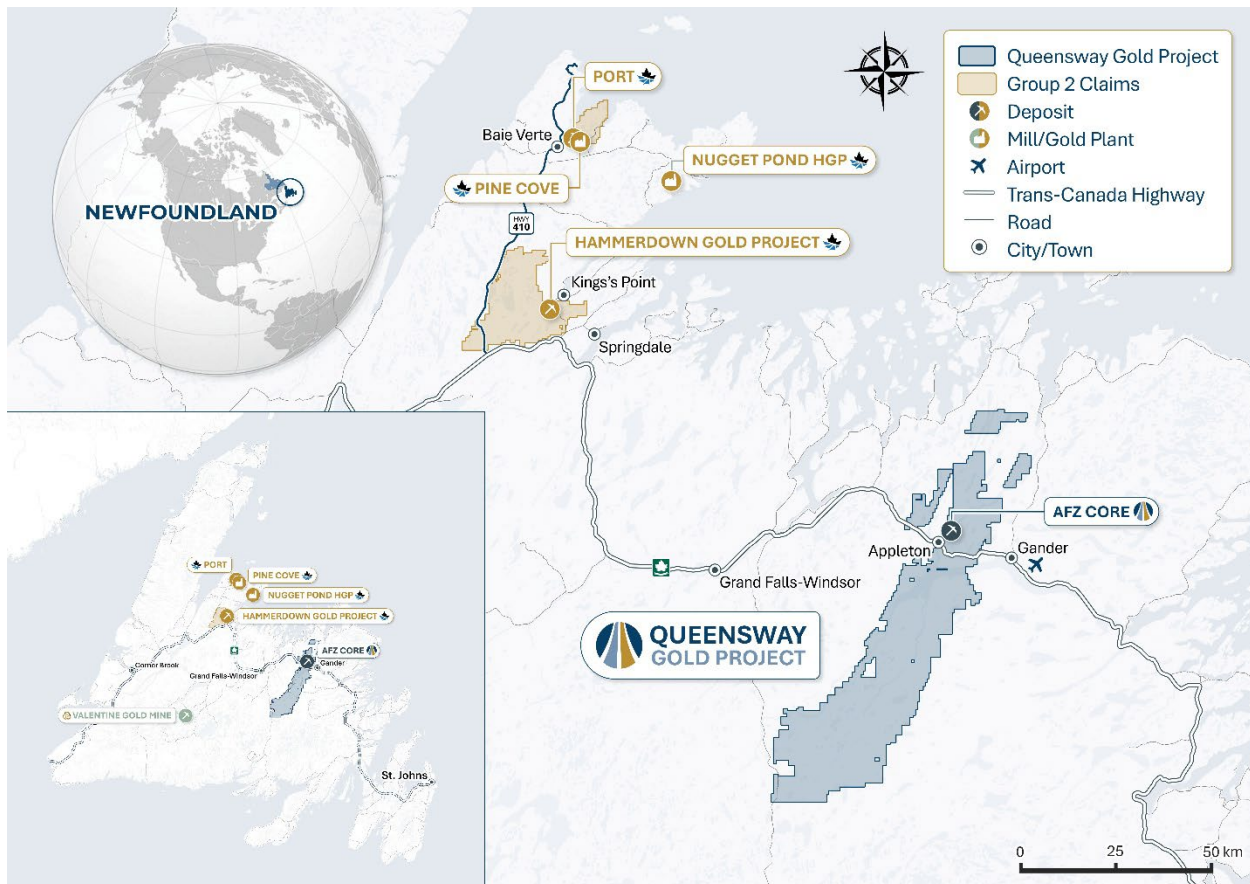 NEWFOUNDLAND
PORT
Baie Verte
PINE COVE
NUGGET POND HGP
HWY
410
HAMMERDOWN GOLD PROJECT
Kings's Point
Springdale
Queensway Gold Project
Group 2 Claims
Deposit
Mill/Gold Plant
Airport
Trans-Canada Highway
Road
City/Town
AFZ CORE
Appleton
Gander
Grand Falls-Windsor
QUEENSWAY
GOLD PROJECT
PORT
PINE COVE
NUGGET POND HGP
HAMMERDOWN GOLD PROJECT
AFZ CORE
Gander
Cornor Brook
Grand Falls-Windsor
VALENTINE GOLD MINE
St. Johns
0 25 50 km